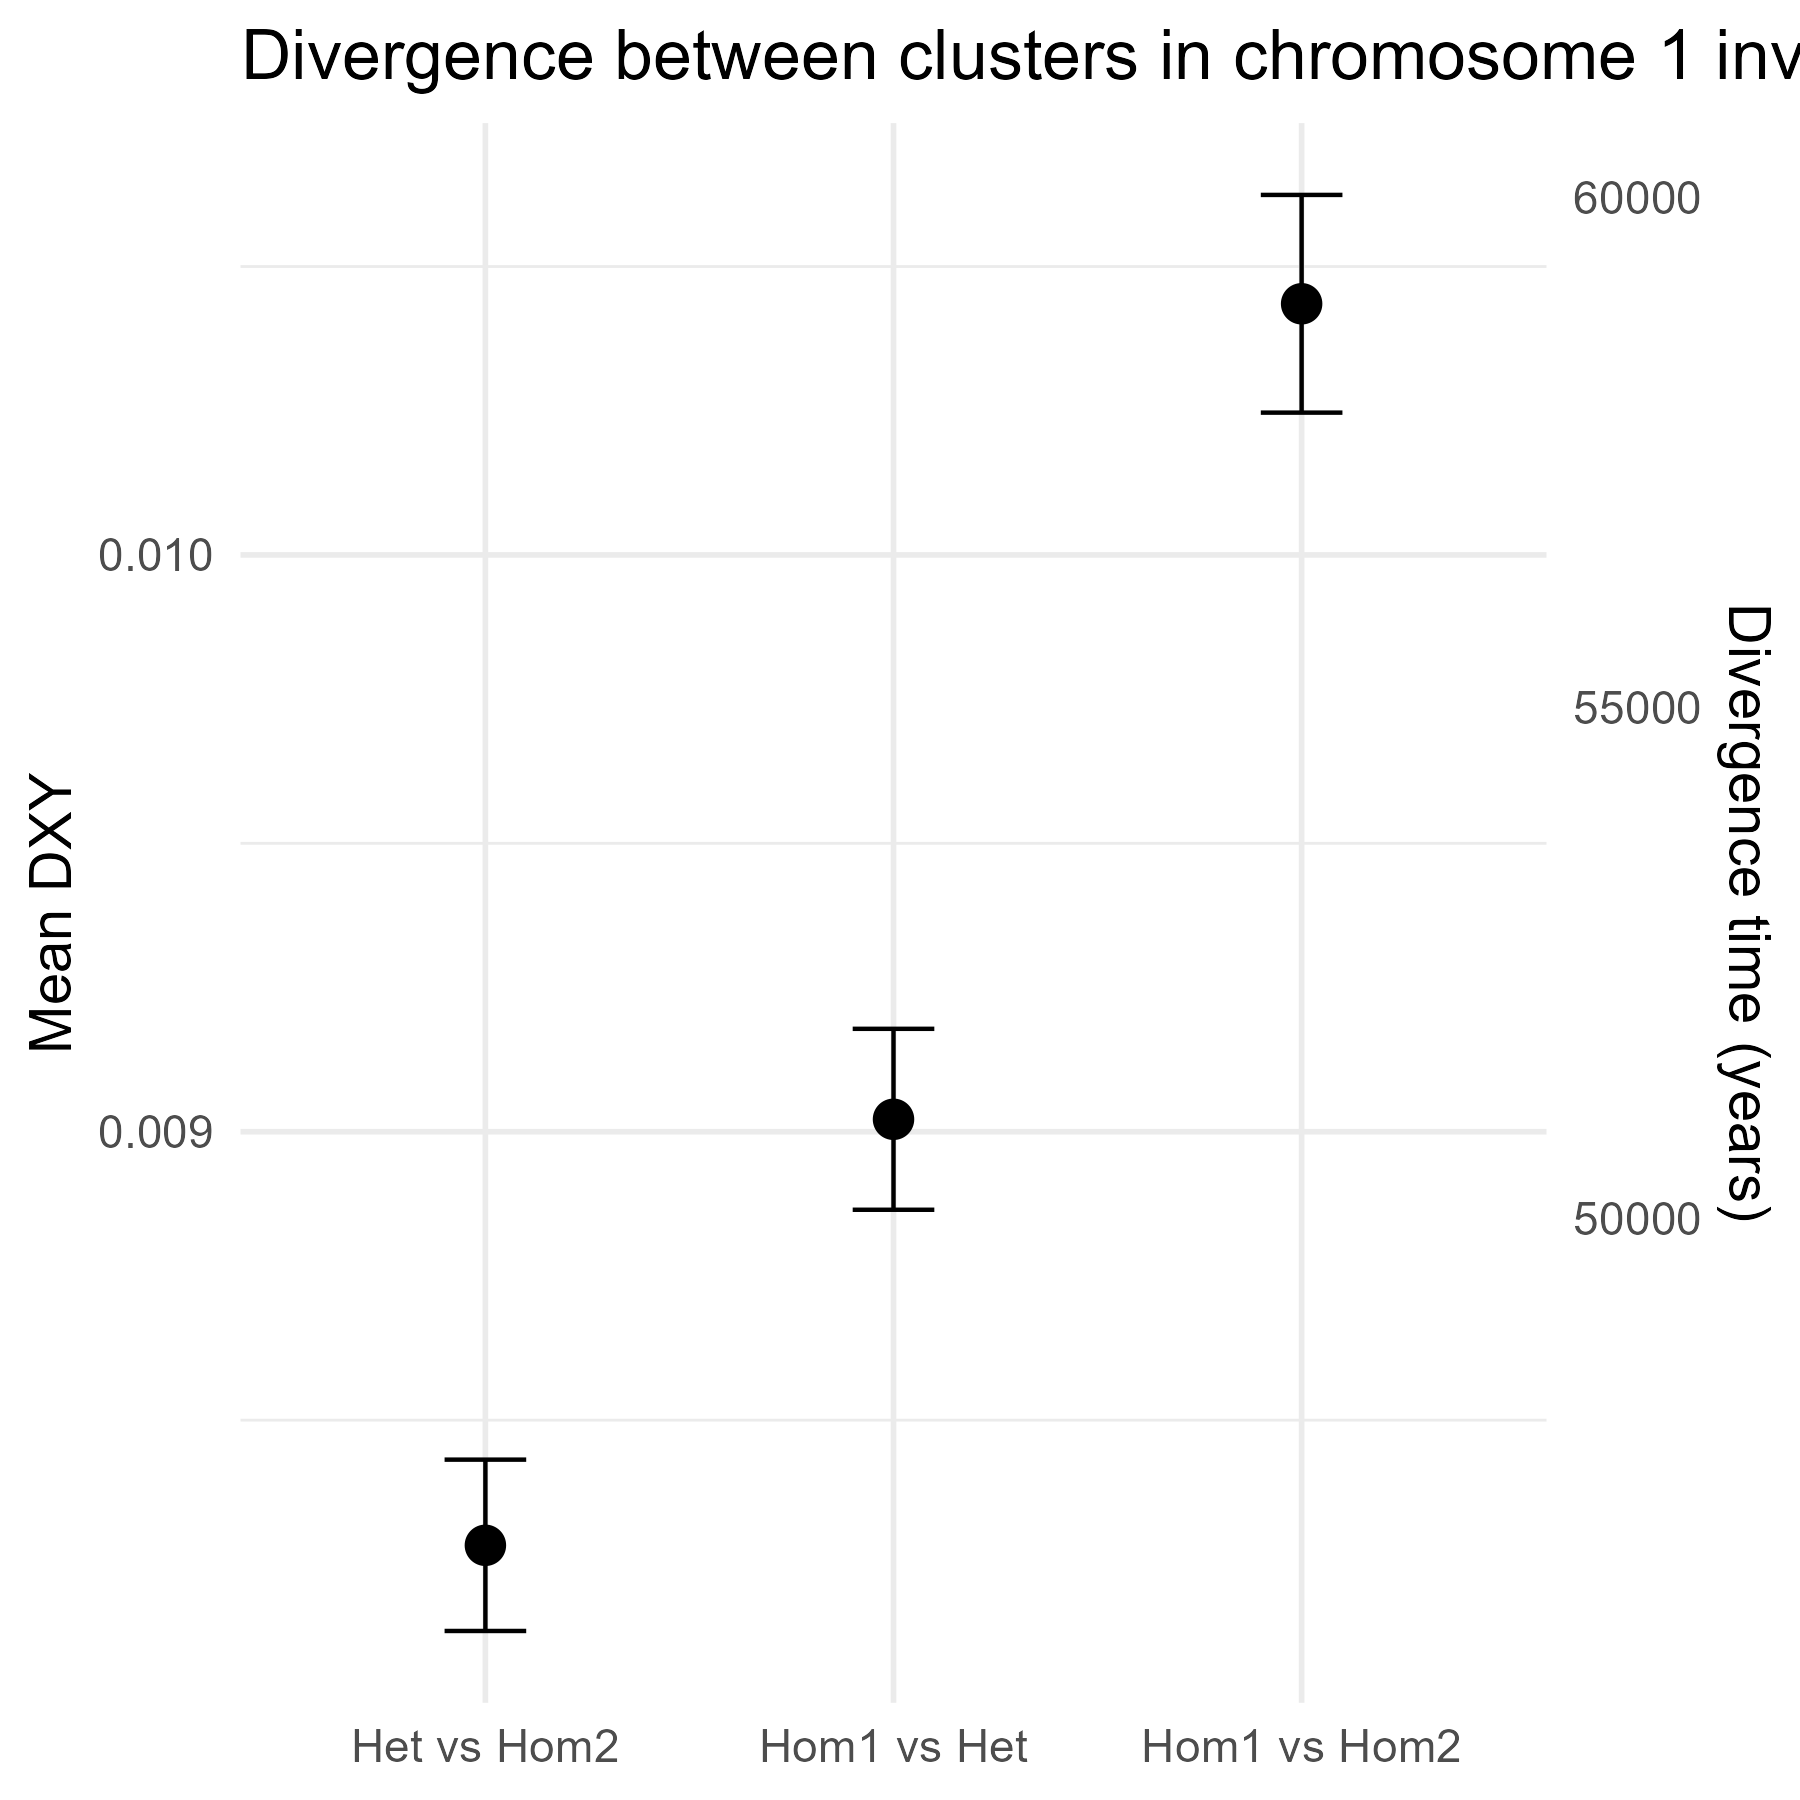 Divergence between clusters in chromosome 1 inv
60000
0.010
55000
Mean DXY
Divergence time (years)
0.009
50000
Het vs Hom2
Hom1 vs Het
Hom1 vs Hom2